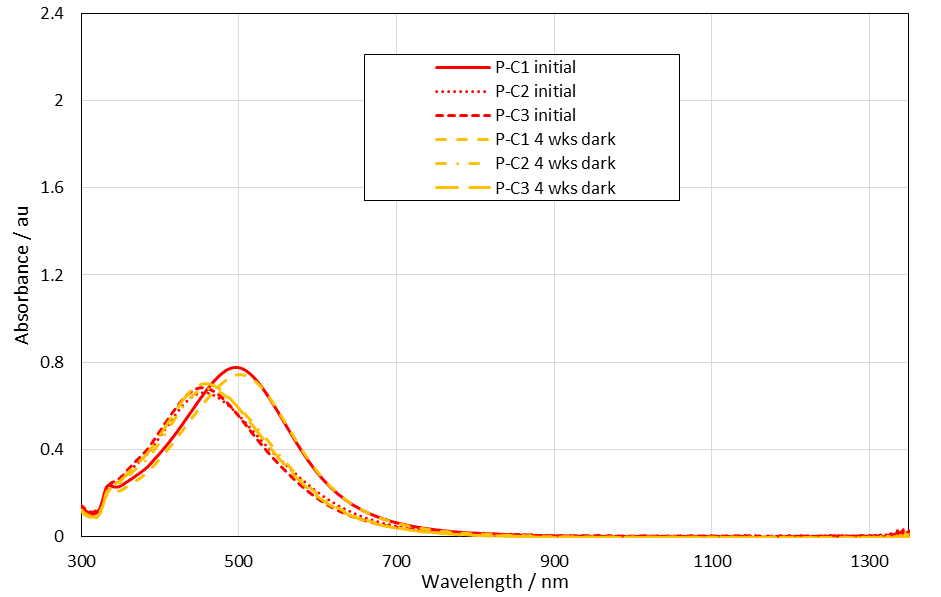 2.4
2
1.6
1.2
0.8
0.4
0
Absorbance / au
P-C1 initial
P-C2 initial
P-C3 initial
P-C1 4 wks dark
P-C2 4 wks dark
P-C3 4 wks dark
300 500 700 900 1100 1300
Wavelength / nm